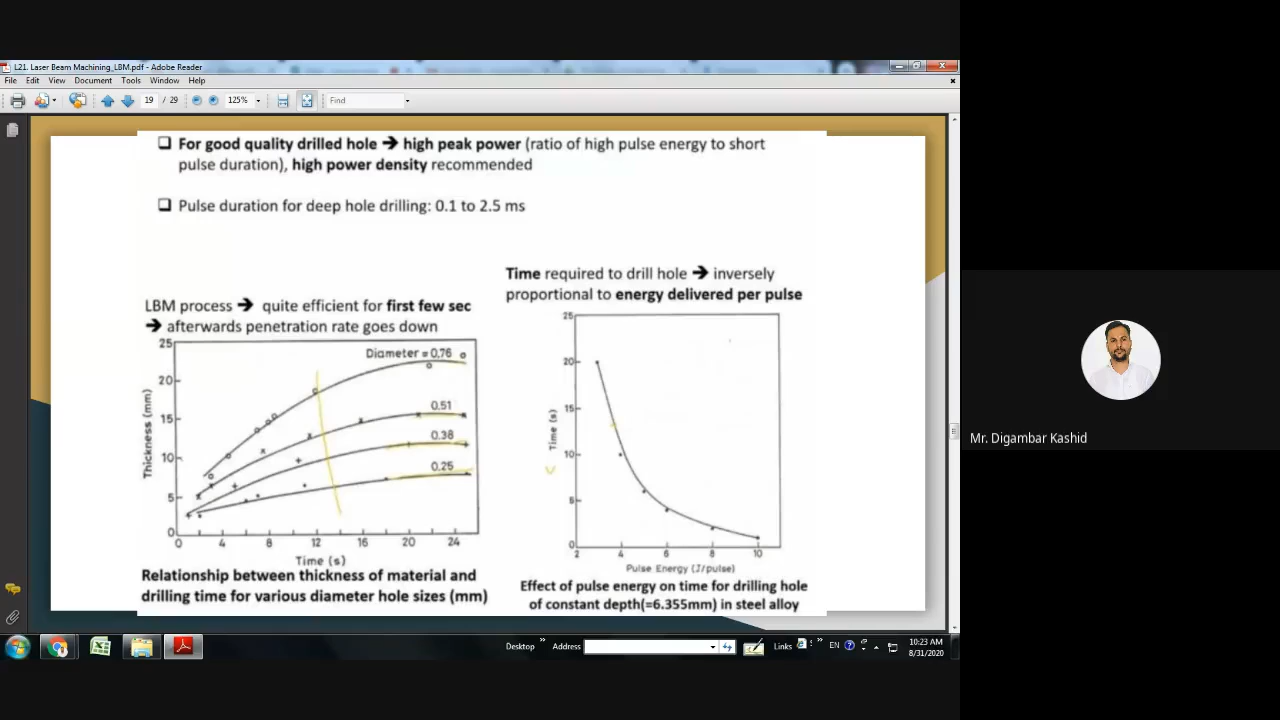 L21. Laser Beam Machining_LBM.pdf - Adobe Reader
File Edit View Document Tools Window Help
19 / 29 125% Find
For good quality drilled hole ➔ high peak power (ratio of high pulse energy to short
pulse duration), high power density recommended
Pulse duration for deep hole drilling: 0.1 to 2.5 ms
LBM process ➔ quite efficient for first few sec
➔ afterwards penetration rate goes down
25
20
15
10
5
0
Thickness (mm)
Diameter = 0.76
0.51
0.38
0.25
0 4 8 12 16 20 24
Time (s)
Relationship between thickness of material and
drilling time for various diameter hole sizes (mm)
Time required to drill hole ➔ inversely
proportional to energy delivered per pulse
25
20
15
10
5
0
Time (s)
2 4 6 8 10
Pulse Energy (J/pulse)
Effect of pulse energy on time for drilling hole
of constant depth(=6.355mm) in steel alloy
Mr. Digambar Kashid
Desktop » Address Links » EN 10:23 AM
8/31/2020